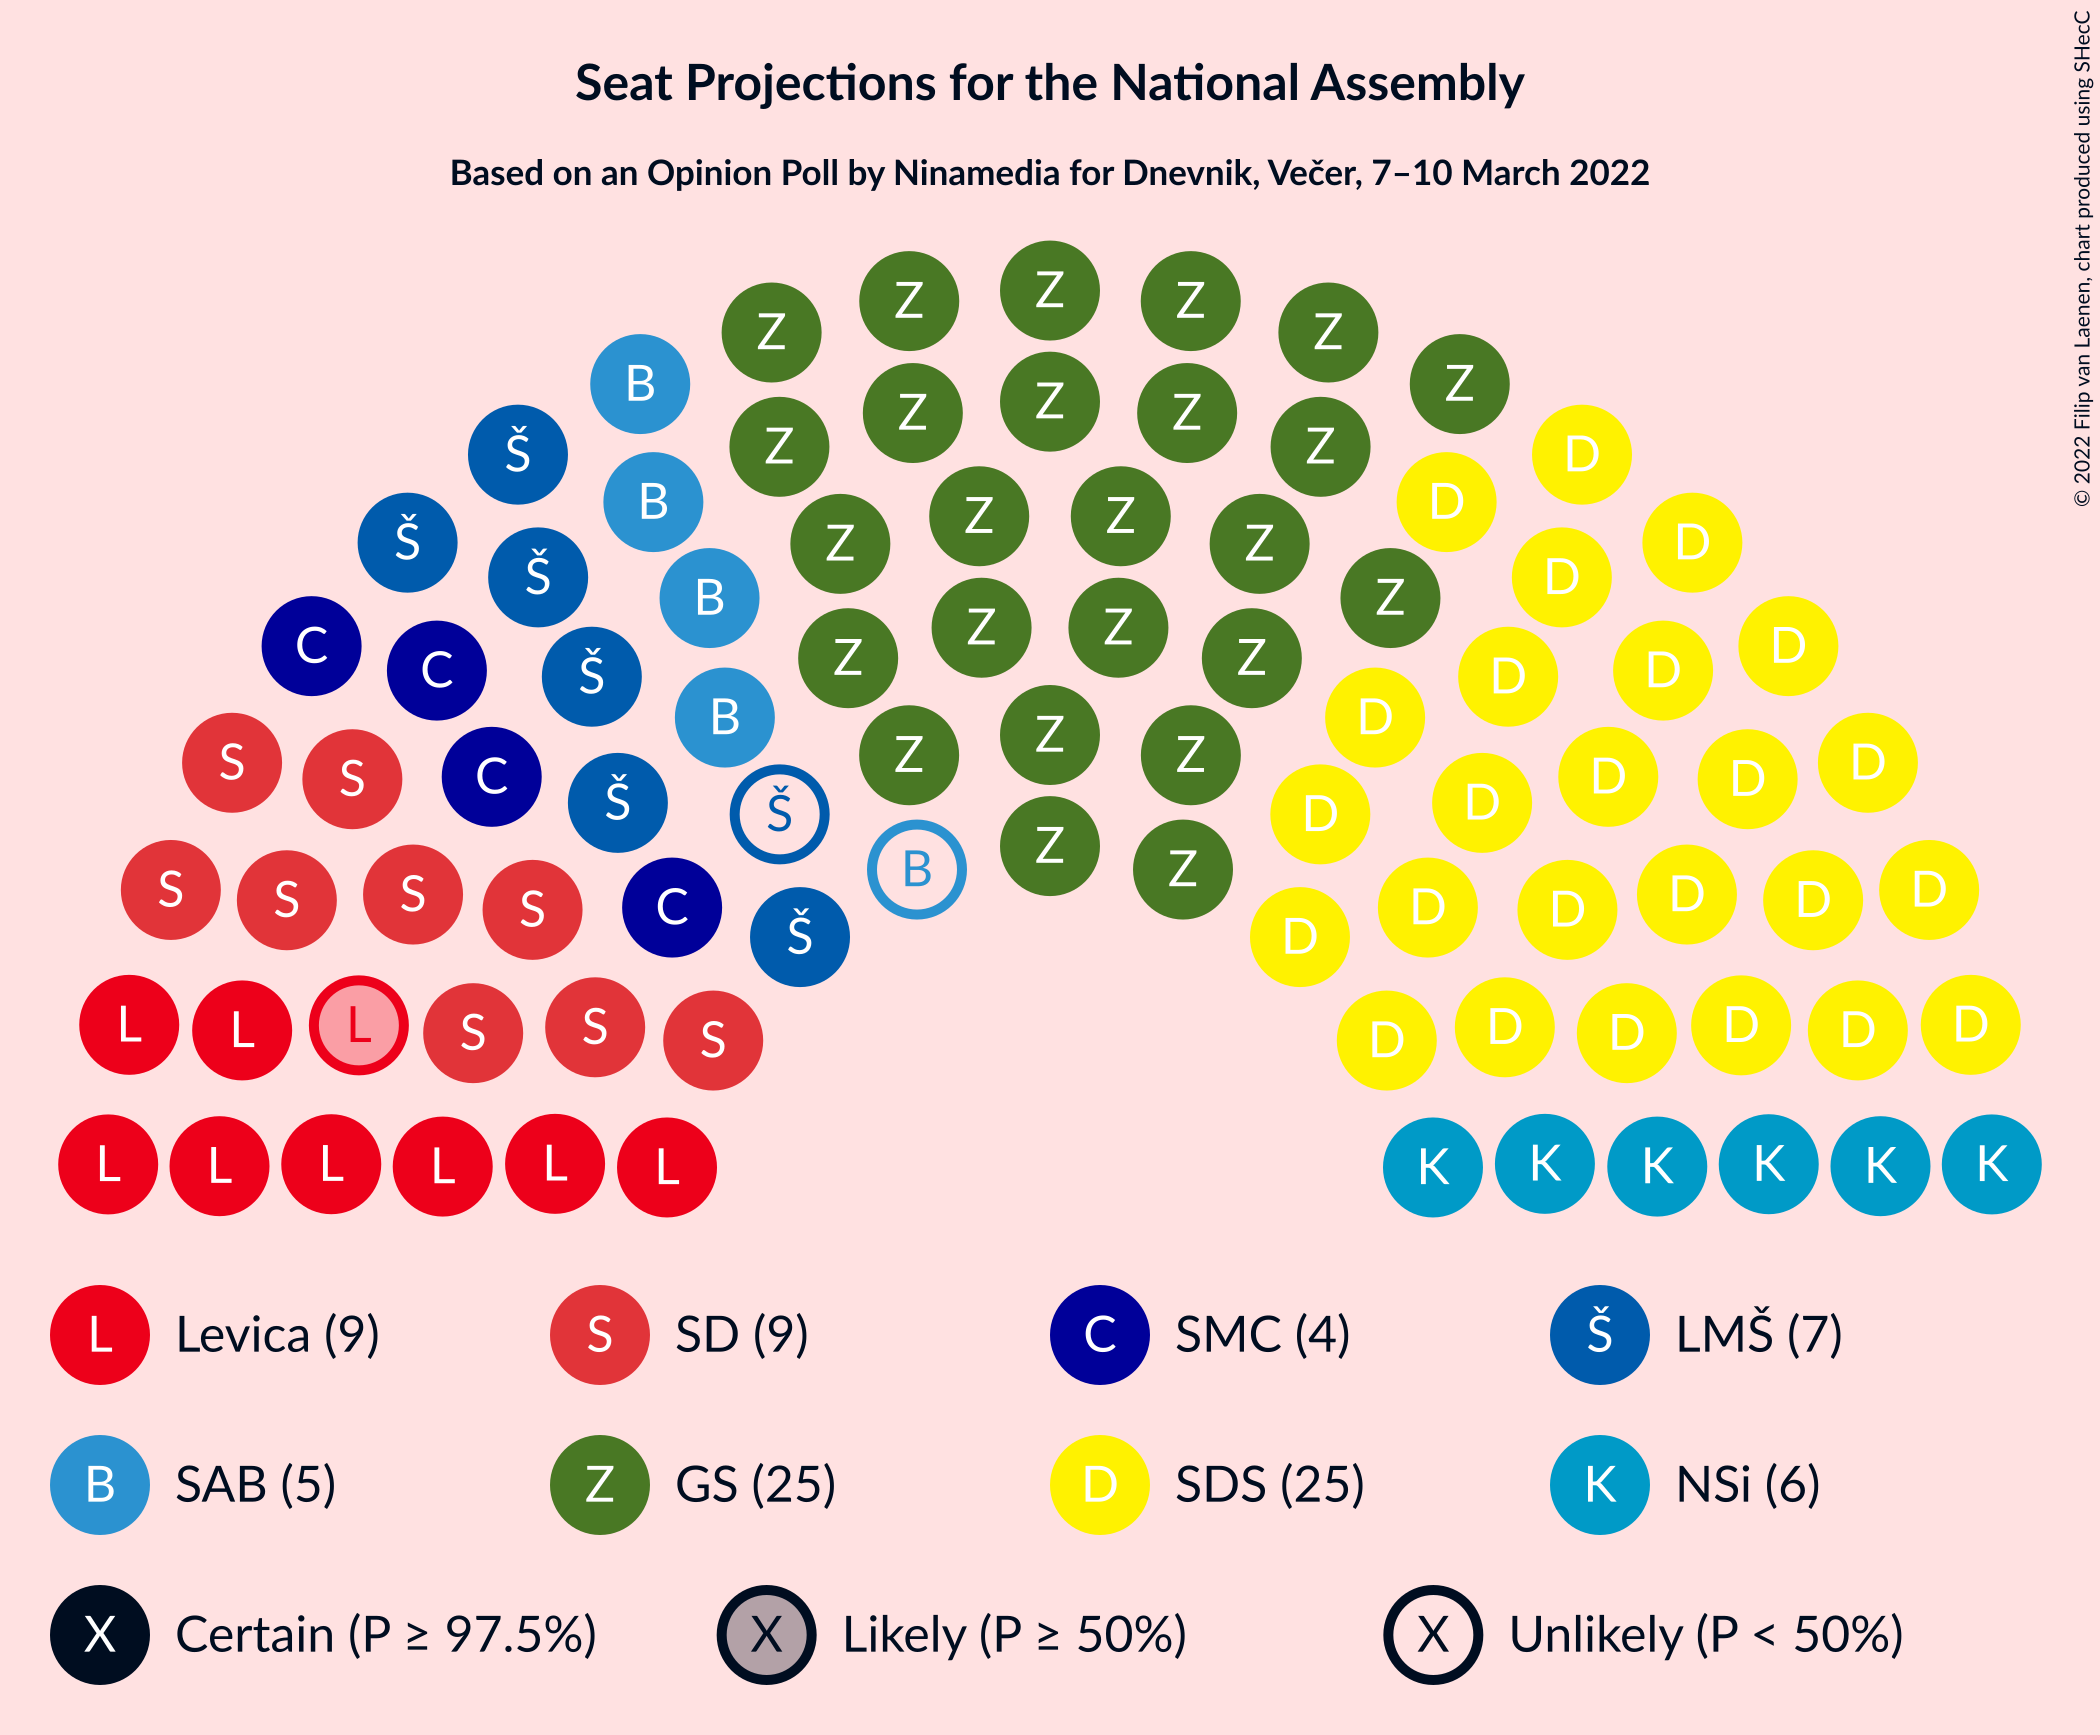 Seat Projections for the National Assembly
Based on an Opinion Poll by Ninamedia for Dnevnik, Večer, 7–10 March 2022
© 2022 Filip van Laenen, chart produced using SHecC
Z Z Z Z Z
B Z
Z Z Z Z Z
Š B D D
Z Z Z Z
Š Š B Z D D
Z Z Z Z
C C Š D D D
B D
Z Z Z
S S C Š D D D D
Š D
Z
B Z
S S S S C D D D D D
Š D
L L L S S S D D D D D D
L L L L L L K K K K K K
L Levica (9) S SD (9) C SMC (4) Š LMŠ (7)
B SAB (5) Z GS (25) D SDS (25) K NSi (6)
X Certain (P ≥ 97.5%) X Likely (P ≥ 50%) X Unlikely (P < 50%)